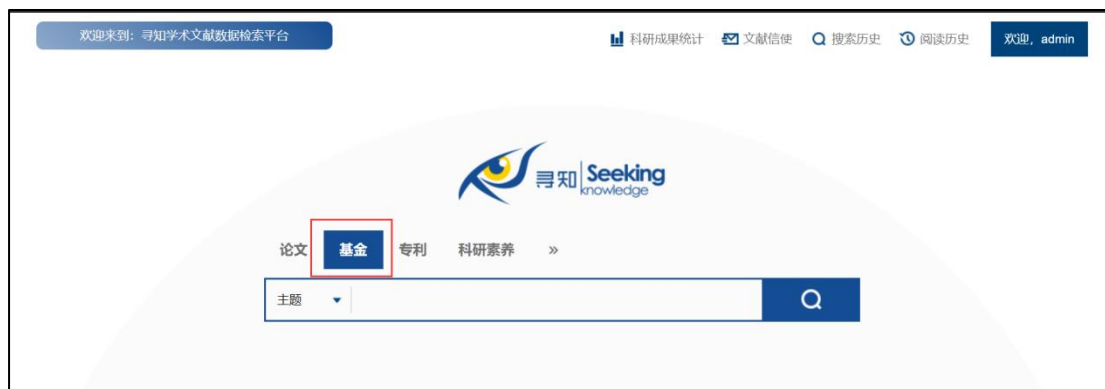 欢迎来到：寻知学术文献数据检索平台
科研成果统计 文献信使 搜索历史 阅读历史 欢迎，admin
寻知 Seeking
knowledge
论文 基金 专利 科研素养 »
主题